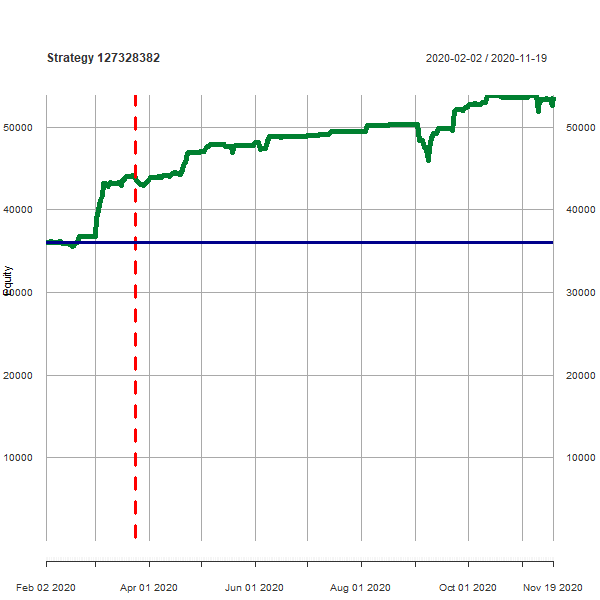 Strategy 127328382
2020-02-02 / 2020-11-19
50000
50000
40000
40000
Equity
30000
30000
20000
20000
10000
10000
Feb 02 2020
Apr 01 2020
Jun 01 2020
Aug 01 2020
Oct 01 2020
Nov 19 2020